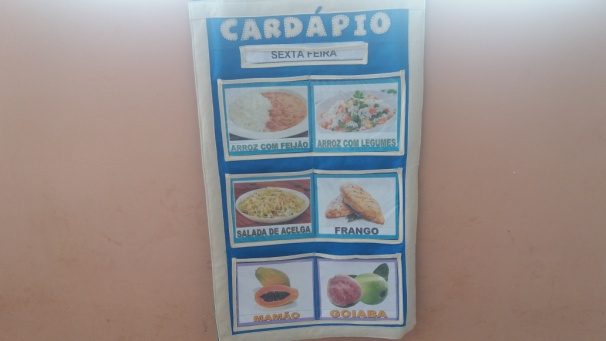 CARDÁPIO
SEXTA FEIRA
ARROZ COM FEIJÃO
ARROZ COM LEGUMES
SALADA DE ACELGA
FRANGO
MAMÃO
GOIABA